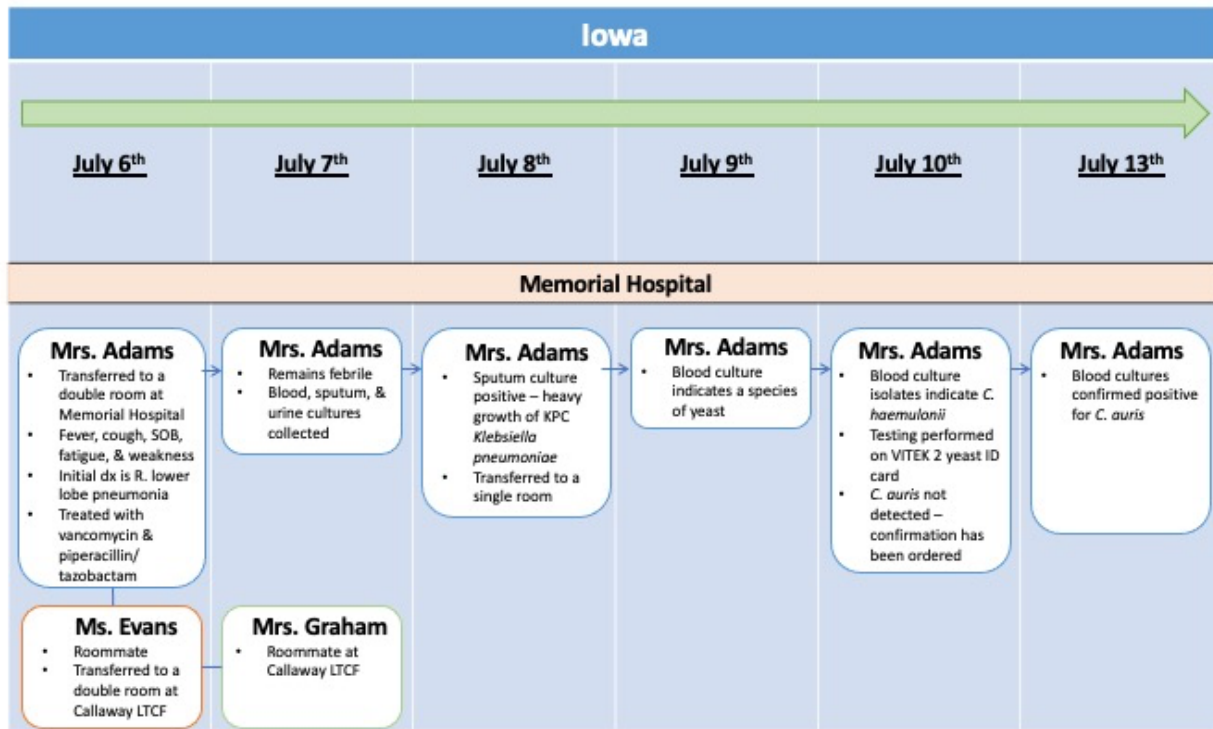 Iowa
July 6th
July 7th
July 8th
July 9th
July 10th
July 13th
Memorial Hospital
Mrs. Adams
• Transferred to a
double room at
Memorial Hospital
• Fever, cough, SOB,
fatigue, & weakness
• Initial dx is R. lower
lobe pneumonia
• Treated with
vancomycin &
piperacillin/
tazobactam
Mrs. Adams
• Remains febrile
• Blood, sputum, &
urine cultures
collected
Mrs. Adams
• Sputum culture
positive – heavy
growth of KPC
Klebsiella
pneumoniae
• Transferred to a
single room
Mrs. Adams
• Blood culture
indicates a species
of yeast
Mrs. Adams
• Blood culture
isolates indicate C.
haemulonii
• Testing performed
on VITEK 2 yeast ID
card
• C. auris not
detected –
confirmation has
been ordered
Mrs. Adams
• Blood cultures
confirmed positive
for C. auris
Ms. Evans
• Roommate
• Transferred to a
double room at
Callaway LTCF
Mrs. Graham
• Roommate at
Callaway LTCF